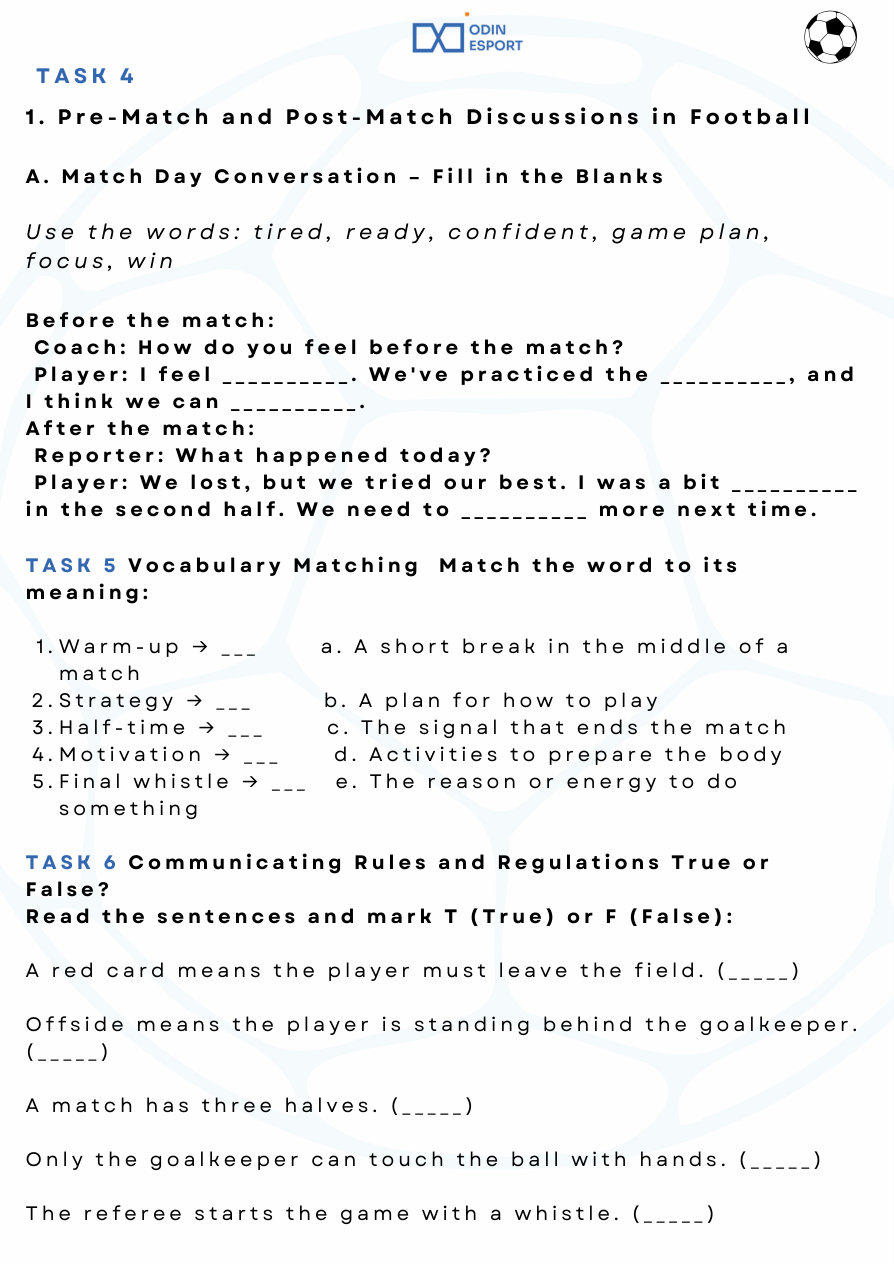 ODIN
ESPORT
TASK 4
1. Pre-Match and Post-Match Discussions in Football
A. Match Day Conversation – Fill in the Blanks
Use the words: tired, ready, confident, game plan,
focus, win
Before the match:
Coach: How do you feel before the match?
Player: I feel __________. We've practiced the __________, and
I think we can __________.
After the match:
Reporter: What happened today?
Player: We lost, but we tried our best. I was a bit __________
in the second half. We need to __________ more next time.
TASK 5 Vocabulary Matching  Match the word to its
meaning:
1. Warm-up → ___ a. A short break in the middle of a
match
2. Strategy → ___ b. A plan for how to play
3. Half-time → ___ c. The signal that ends the match
4. Motivation → ___ d. Activities to prepare the body
5. Final whistle → ___ e. The reason or energy to do
something
TASK 6 Communicating Rules and Regulations True or
False?
Read the sentences and mark T (True) or F (False):
A red card means the player must leave the field. (_____)
Offside means the player is standing behind the goalkeeper.
(_____)
A match has three halves. (_____)
Only the goalkeeper can touch the ball with hands. (_____)
The referee starts the game with a whistle. (_____)